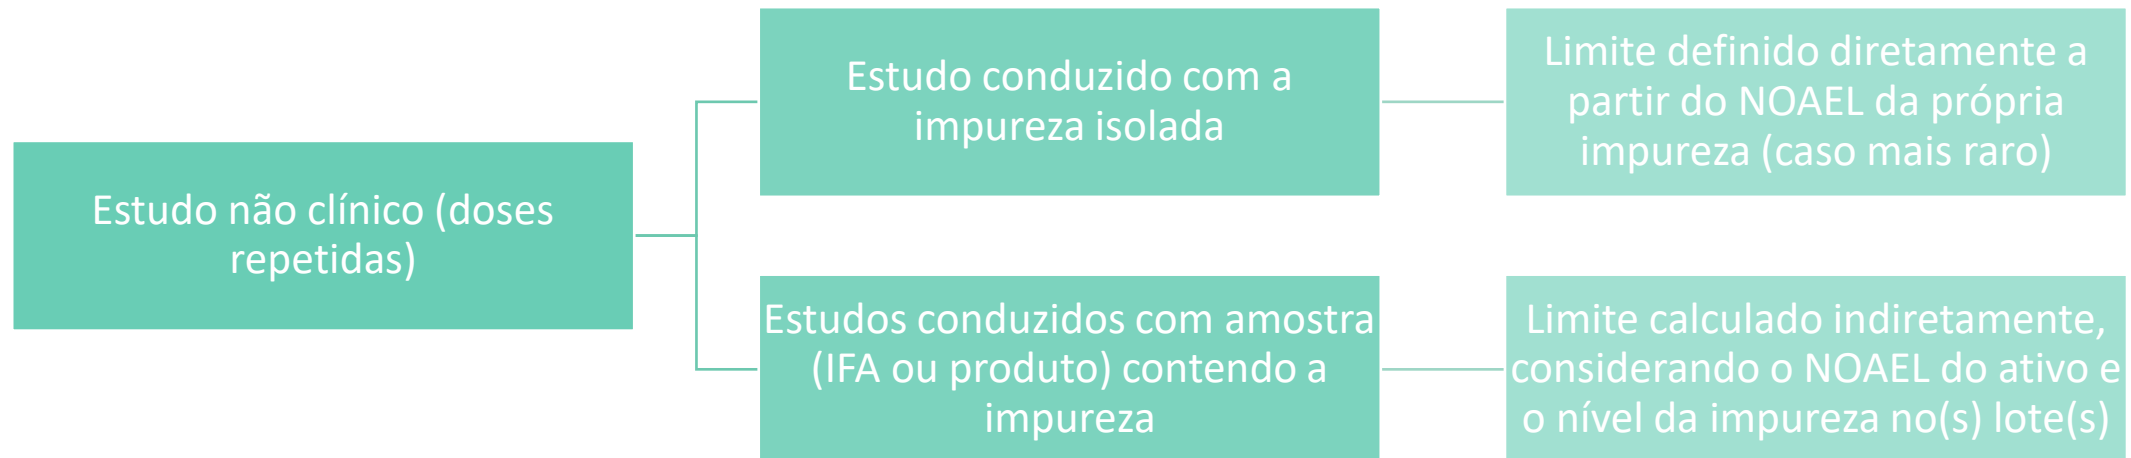 Estudo não clínico (doses
repetidas)
Estudo conduzido com a
impureza isolada
Limite definido diretamente a
partir do NOAEL da própria
impureza (caso mais raro)
Estudos conduzidos com amostra
(IFA ou produto) contendo a
impureza
Limite calculado indiretamente,
considerando o NOAEL do ativo e
o nível da impureza no(s) lote(s)